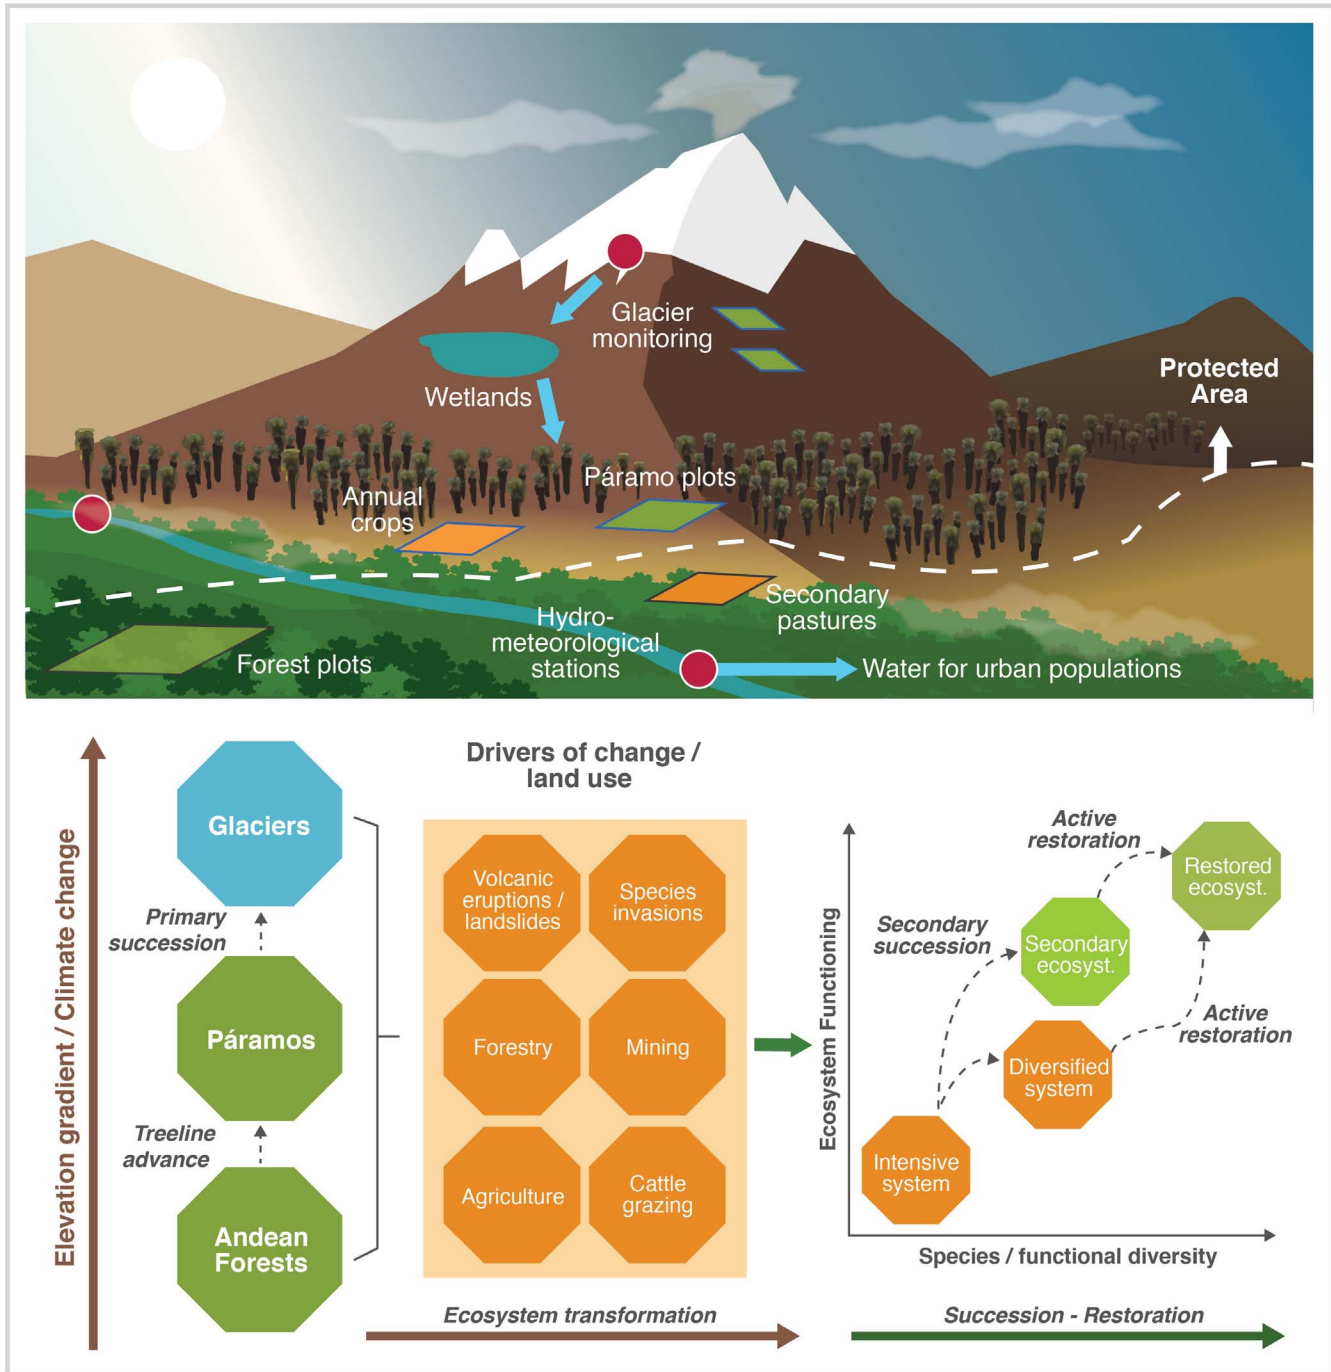 Glacier
monitoring
Wetlands
Protected
Area
Páramo plots
Annual
crops
Secondary
pastures
Hydro-
meteorological
stations
Forest plots
Water for urban populations
Elevation gradient / Climate change
Glaciers
Primary
succession
Páramos
Treeline
advance
Andean
Forests
Drivers of change /
land use
Volcanic
eruptions /
landslides
Species
invasions
Forestry
Mining
Agriculture
Cattle
grazing
Ecosystem transformation
Ecosystem Functioning
Active
restoration
Restored
ecosyst.
Secondary
succession
Secondary
ecosyst.
Active
restoration
Diversified
system
Intensive
system
Species / functional diversity
Succession - Restoration